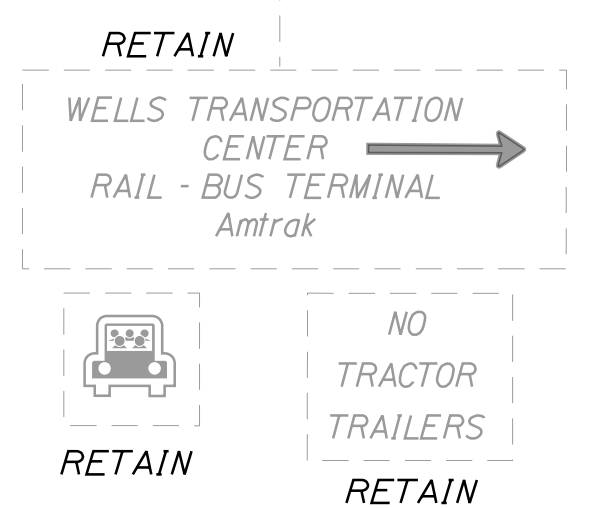 RETAIN
WELLS TRANSPORTATION
CENTER
RAIL - BUS TERMINAL
Amtrak
NO
TRACTOR
TRAILERS
RETAIN
RETAIN